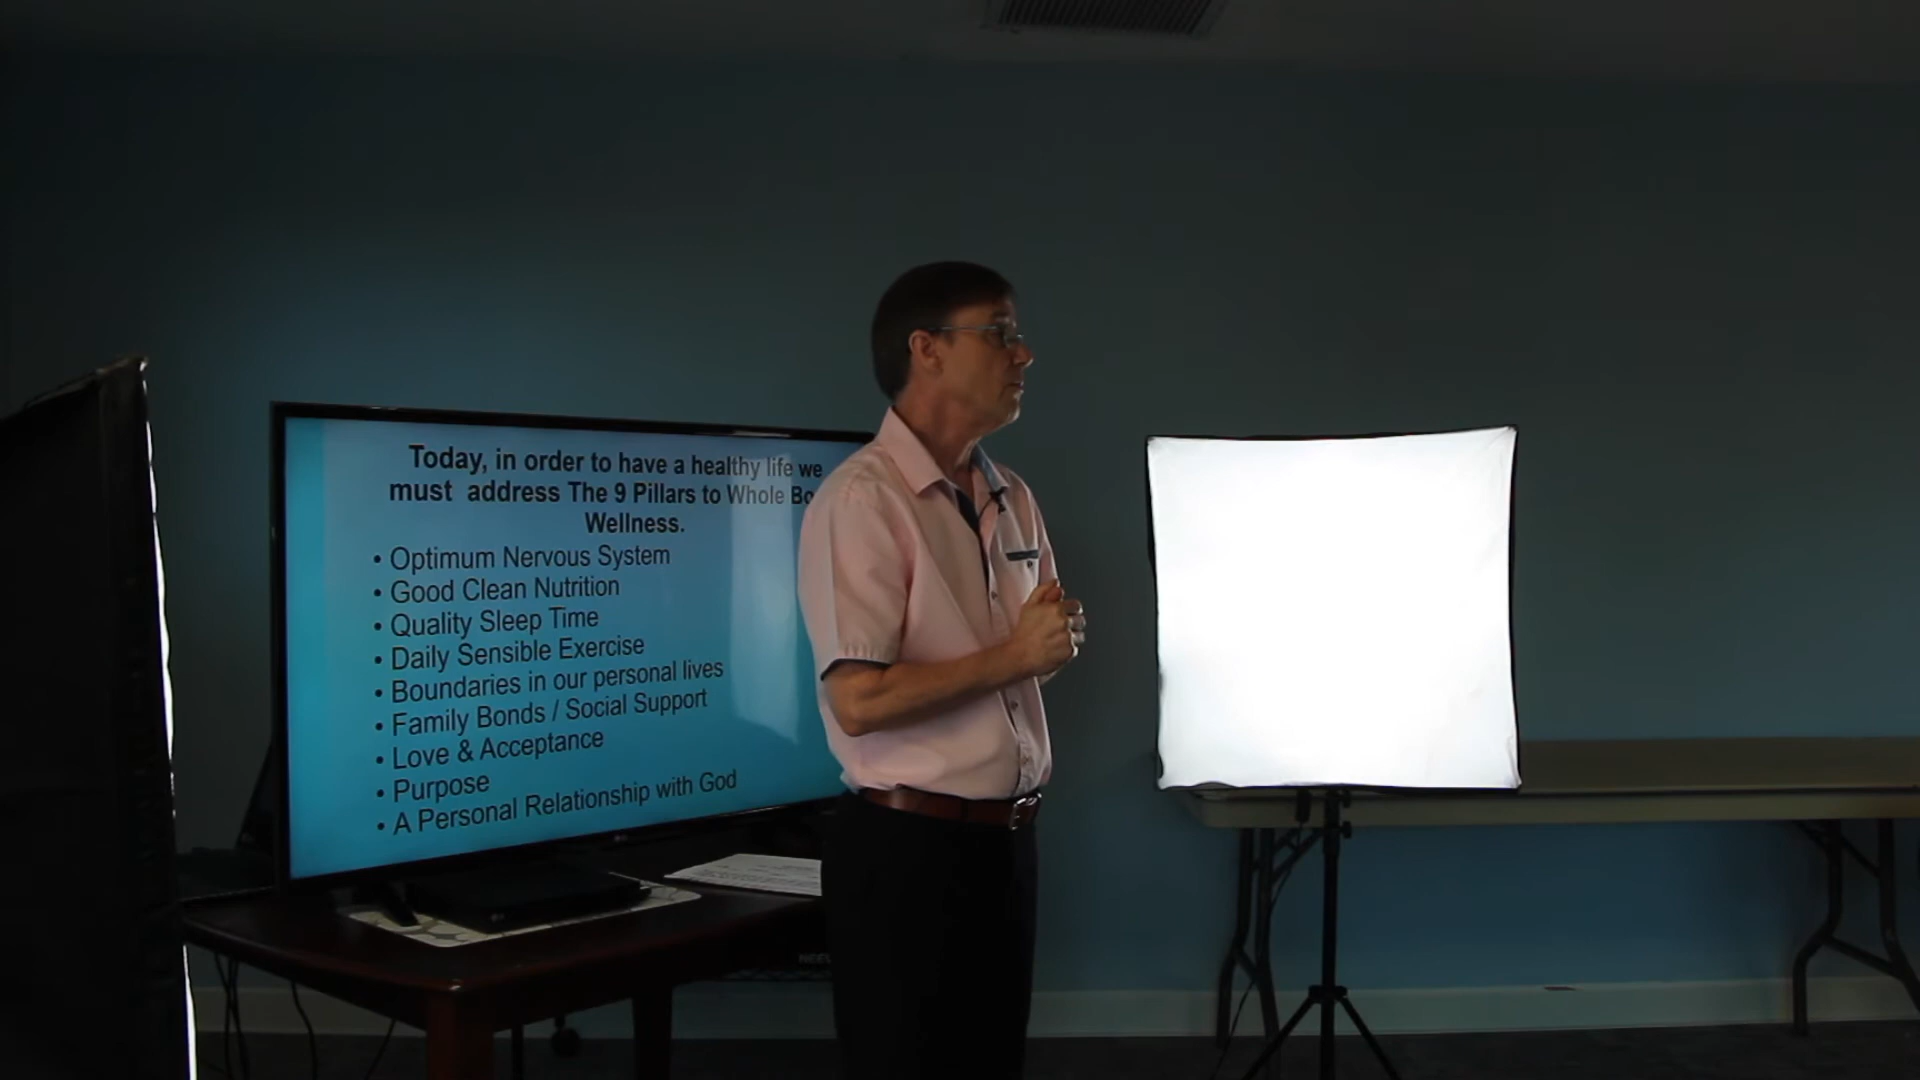 Today, in order to have a healthy life we
must address The 9 Pillars to Whole Bo
Wellness.
• Optimum Nervous System
• Good Clean Nutrition
• Quality Sleep Time
• Daily Sensible Exercise
• Boundaries in our personal lives
• Family Bonds / Social Support
• Love & Acceptance
• Purpose
• A Personal Relationship with God
LG